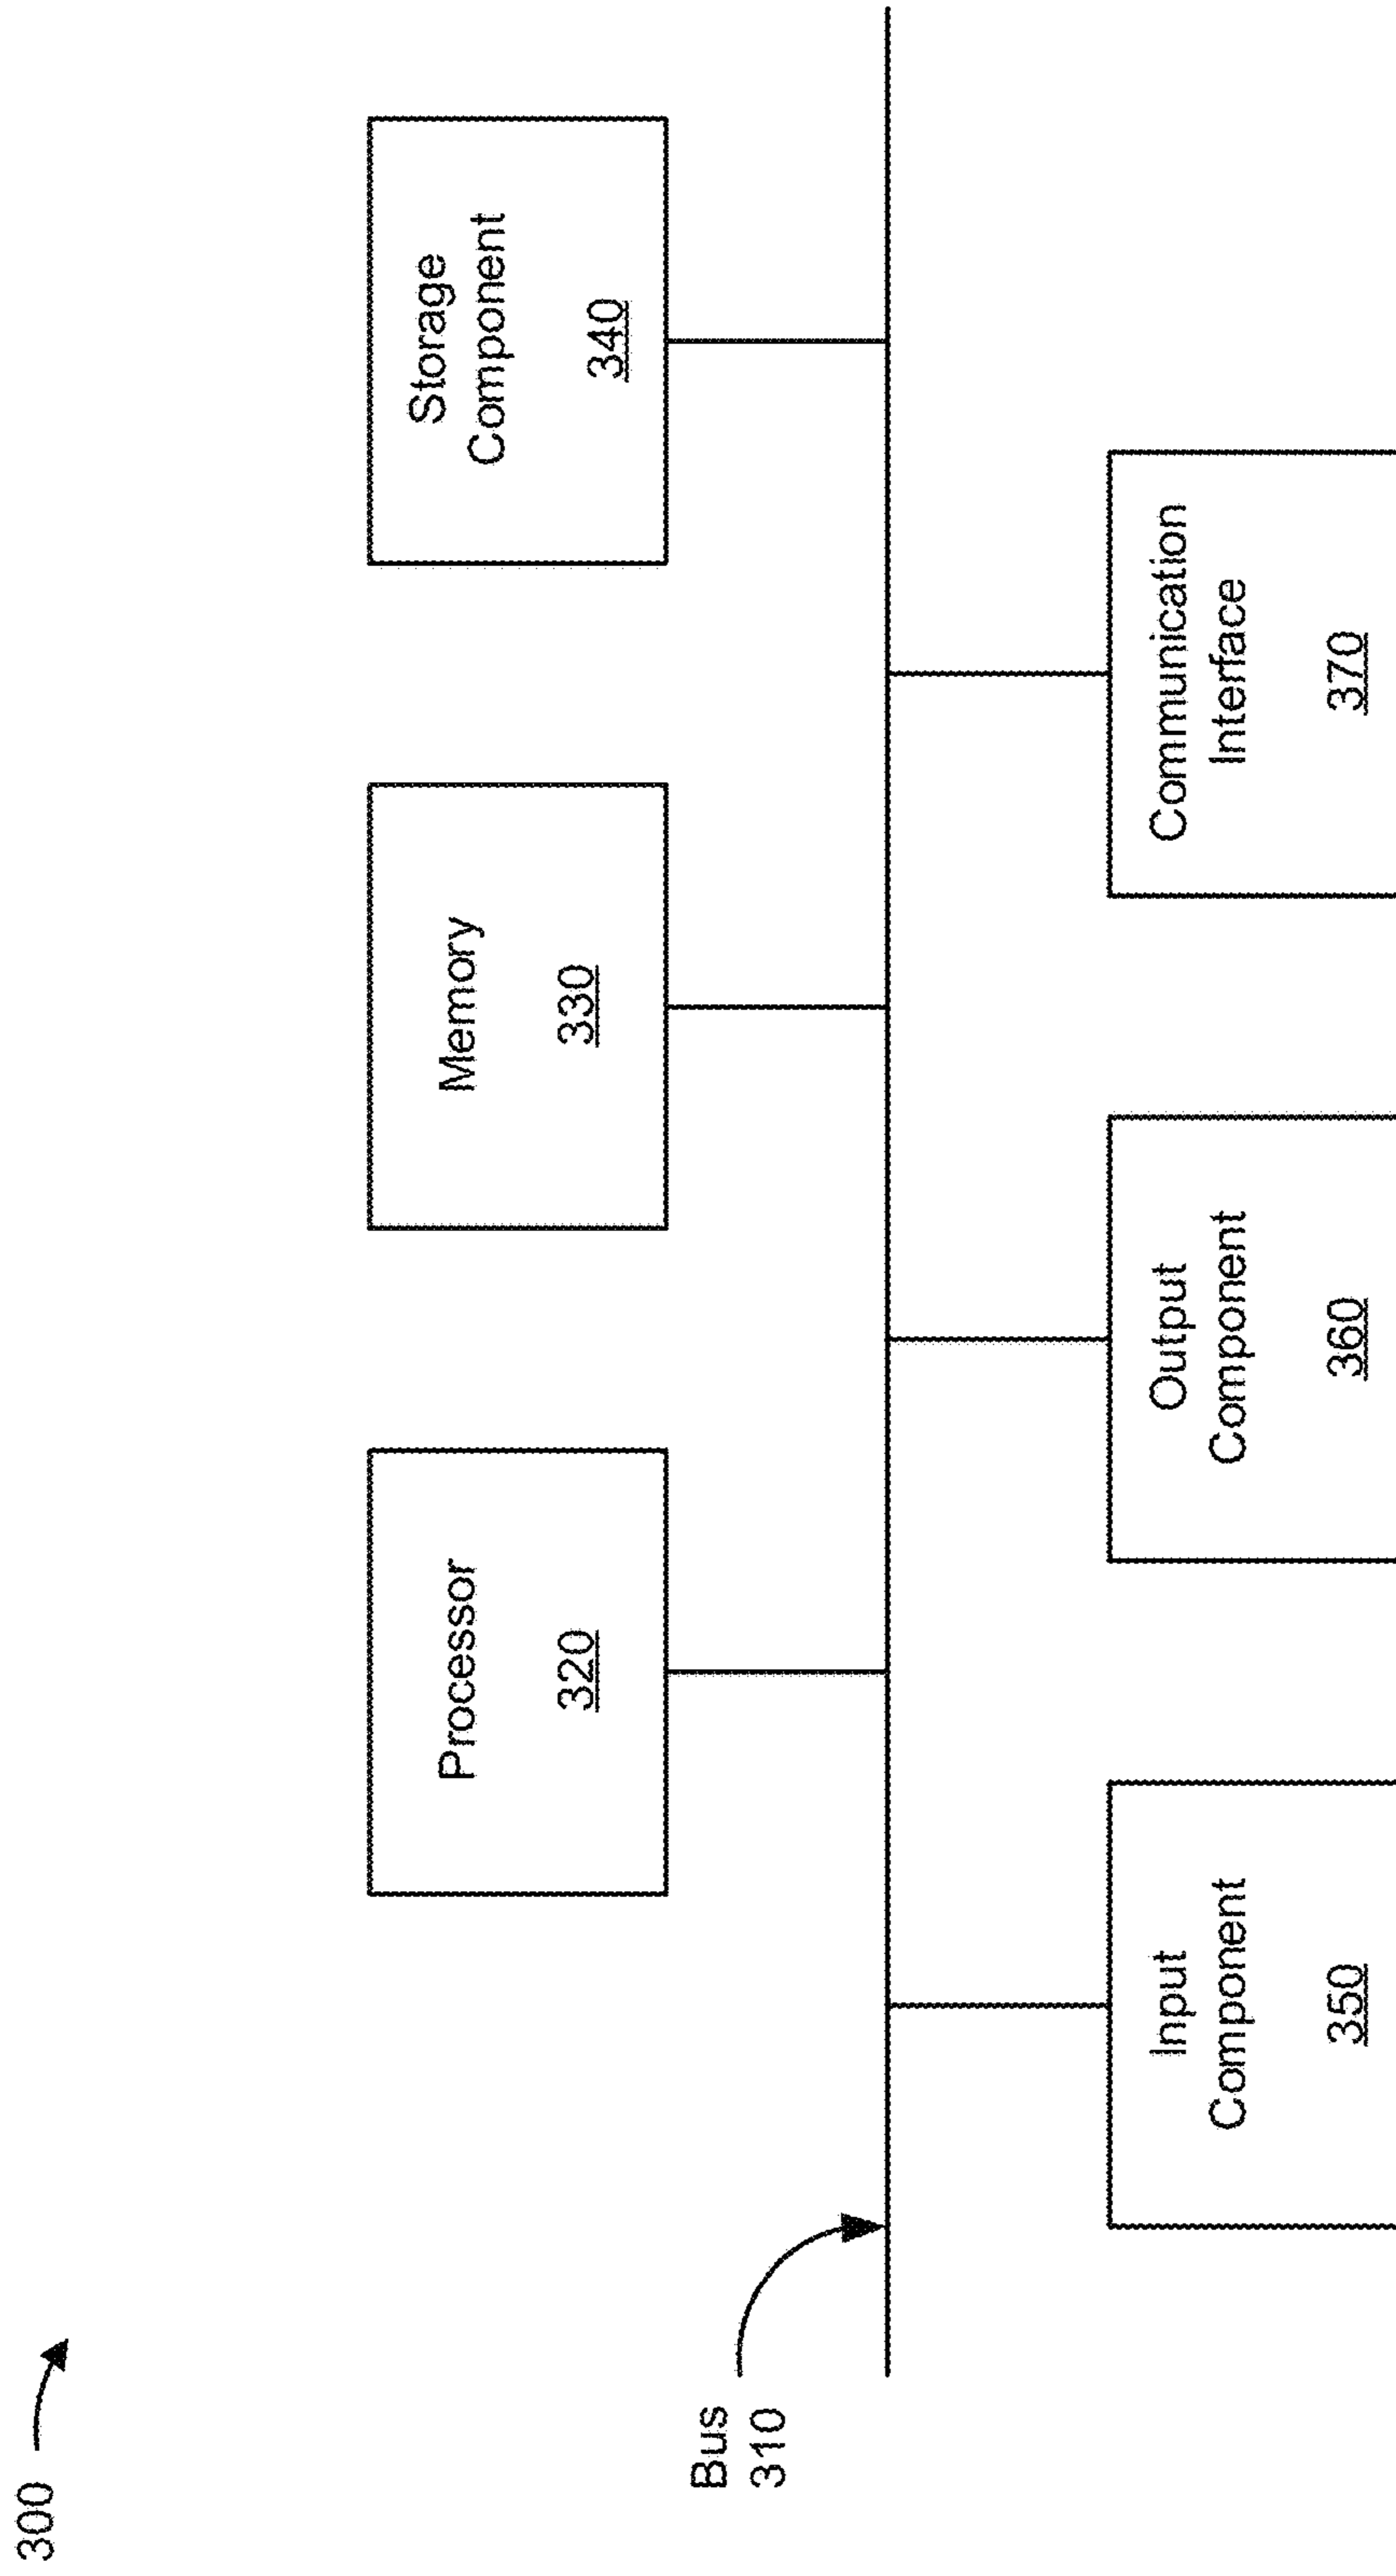 300
Processor
320
Memory
330
Storage
Component
340
Bus
310
Input
Component
350
Output
Component
360
Communication
Interface
370